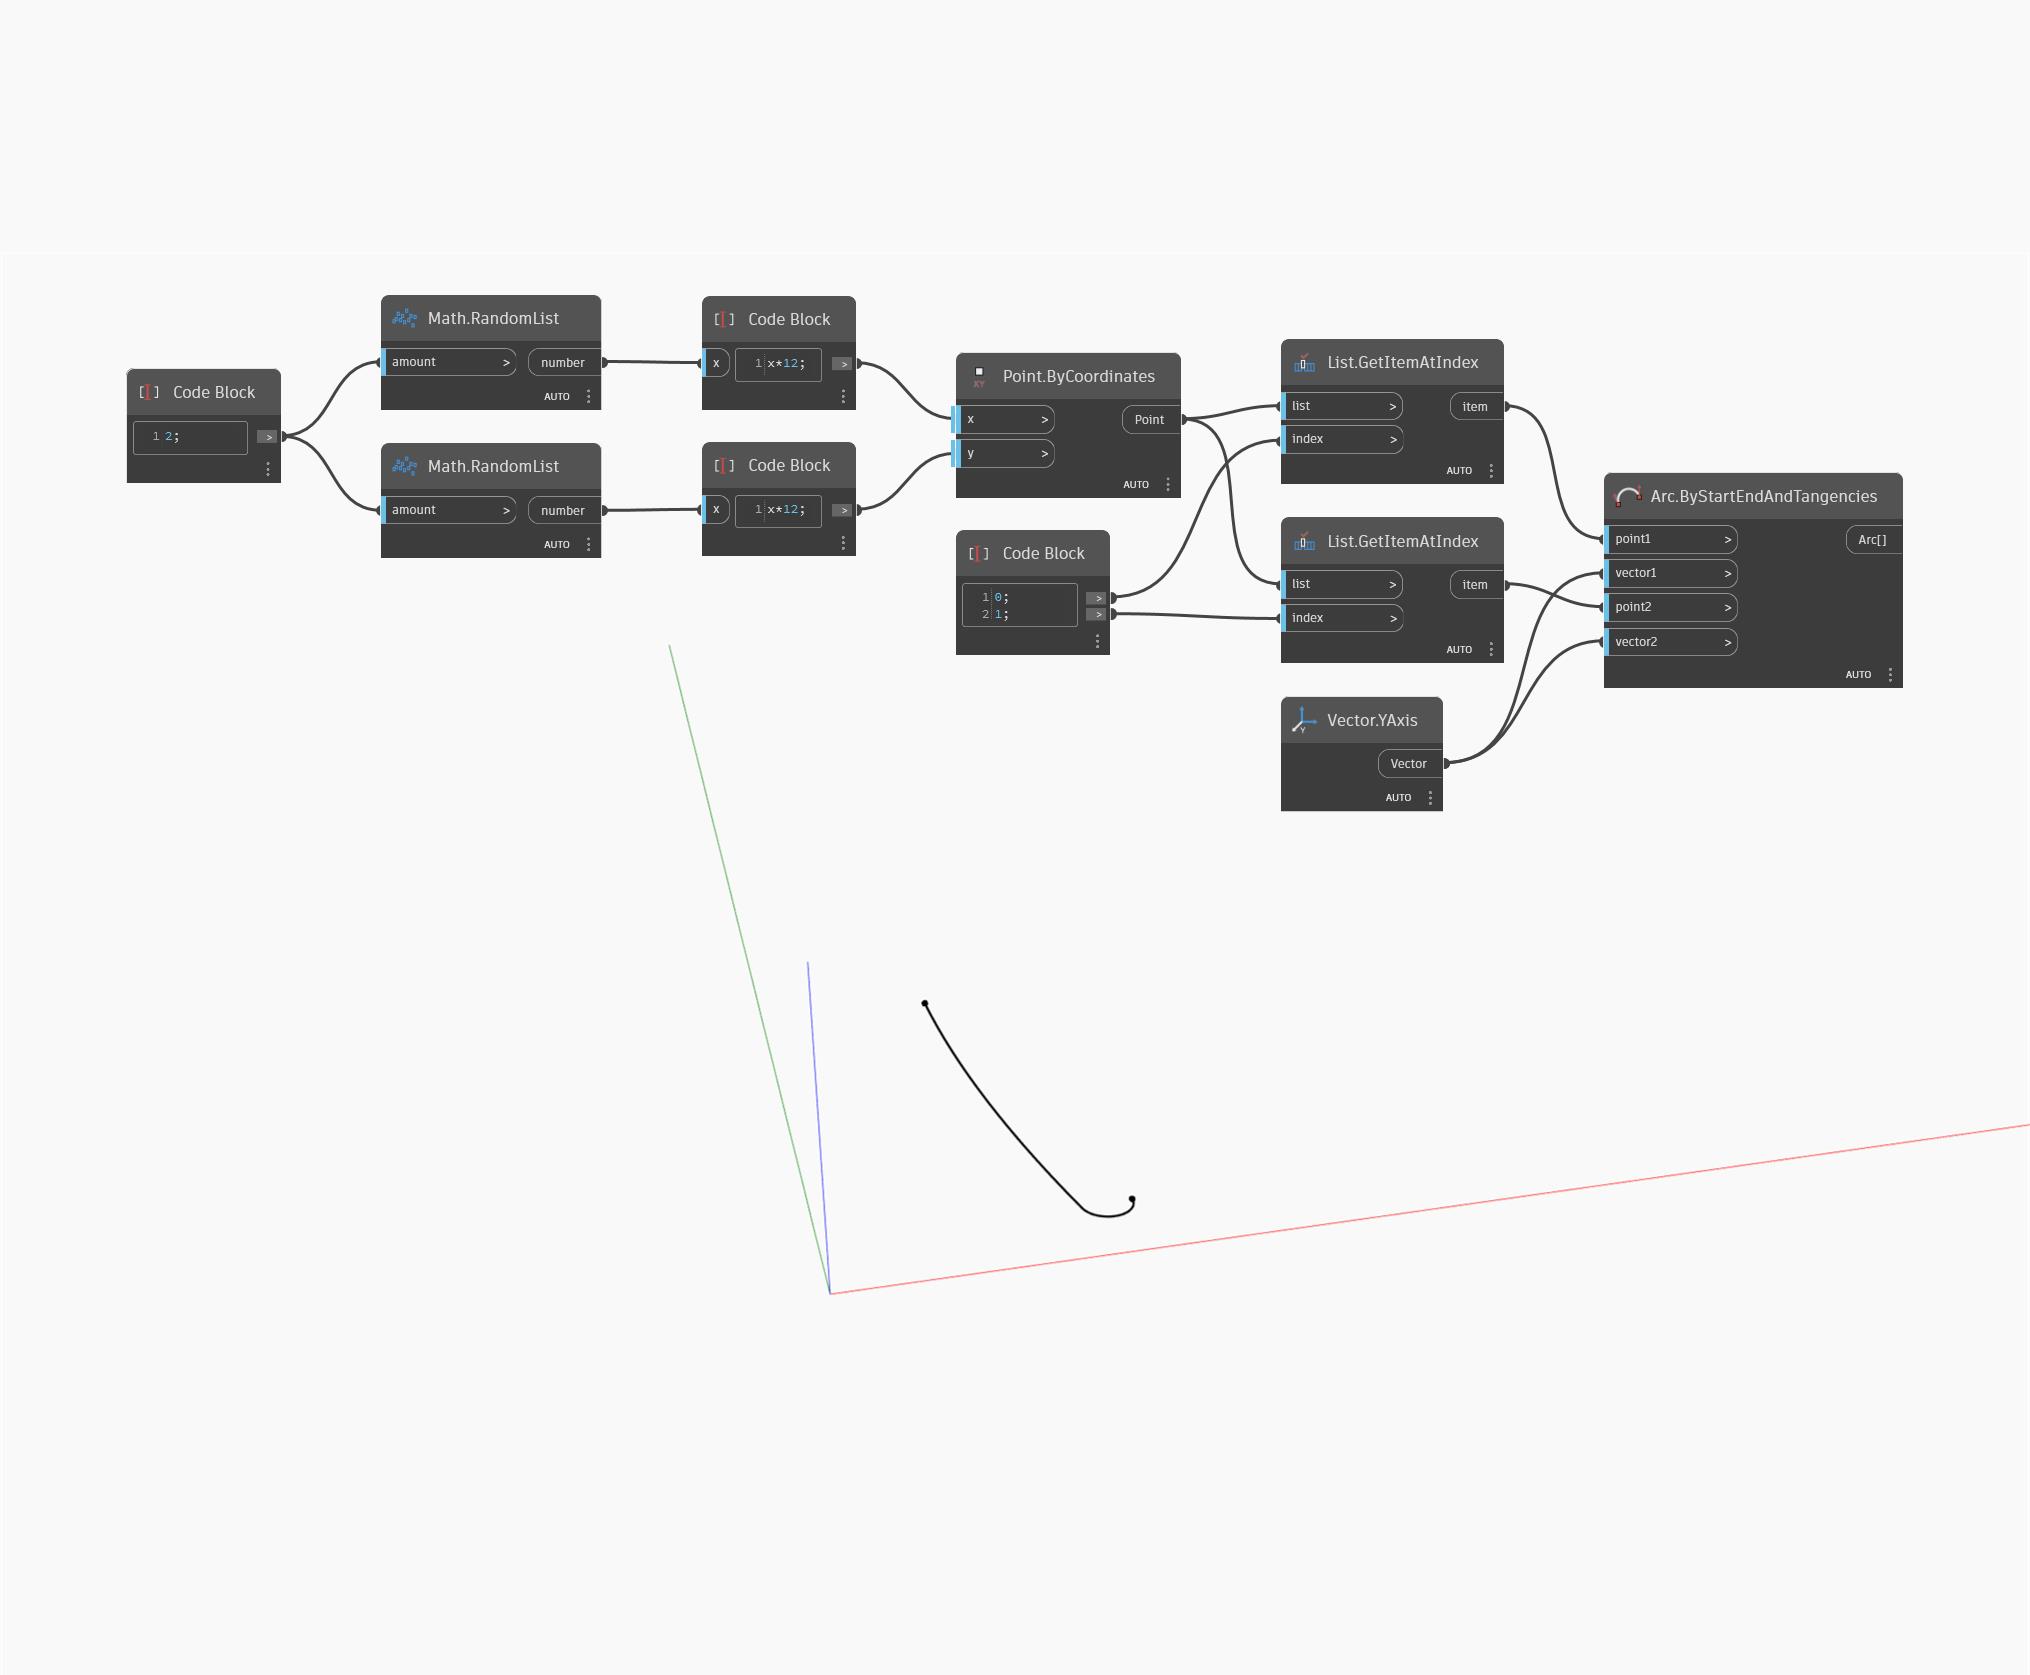 Code Block
1 2;
>
Math.RandomList
amount > number
AUTO
Math.RandomList
amount > number
AUTO
Code Block
x 1 x*12; >
Code Block
x 1 x*12; >
XY Point.ByCoordinates
x > Point
y >
AUTO
Code Block
1 0; >
2 1; >
List.GetItemAtIndex
list > item
index >
AUTO
List.GetItemAtIndex
list > item
index >
AUTO
Y Vector.YAxis
Vector
AUTO
Arc.ByStartEndAndTangencies
point1 > Arc[]
vector1 >
point2 >
vector2 >
AUTO